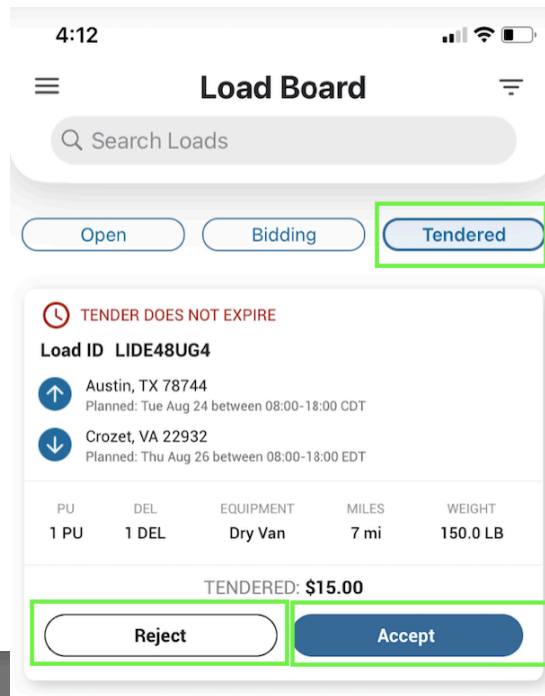 4:12
Load Board
Search Loads
Open Bidding Tendered
TENDER DOES NOT EXPIRE
Load ID LIDE48UG4
Austin, TX 78744
Planned: Tue Aug 24 between 08:00-18:00 CDT
Crozet, VA 22932
Planned: Thu Aug 26 between 08:00-18:00 EDT
PU DEL EQUIPMENT MILES WEIGHT
1 PU 1 DEL Dry Van 7 mi 150.0 LB
TENDERED: $15.00
Reject Accept